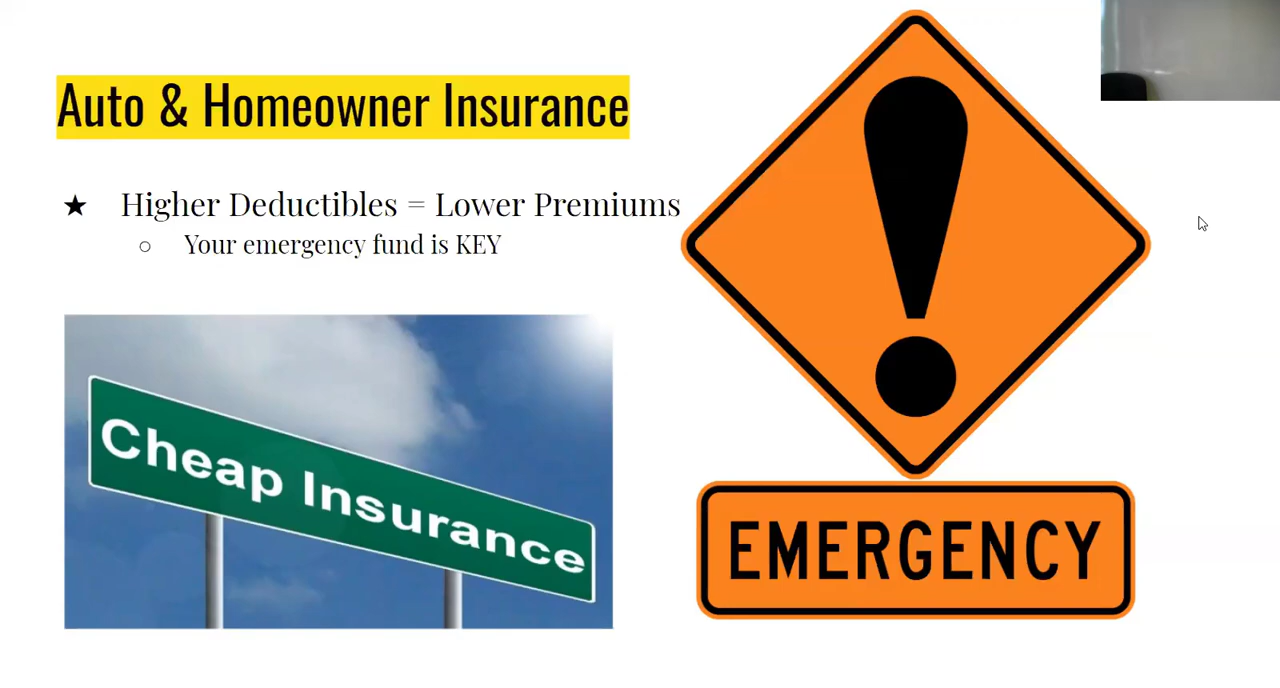 Auto & Homeowner Insurance
★ Higher Deductibles = Lower Premiums
○ Your emergency fund is KEY
Cheap Insurance
EMERGENCY